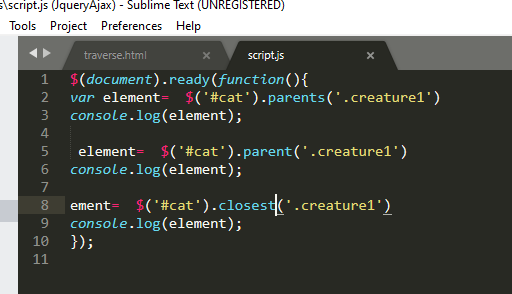 s\script.js (JqueryAjax) - Sublime Text (UNREGISTERED)
Tools Project Preferences Help
traverse.html × script.js ×
1 $(document).ready(function(){
2 var element=  $('#cat').parents('.creature1')
3 console.log(element);
4
5  element=  $('#cat').parent('.creature1')
6 console.log(element);
7
8 ement=  $('#cat').closest('.creature1')
9 console.log(element);
10 });
11